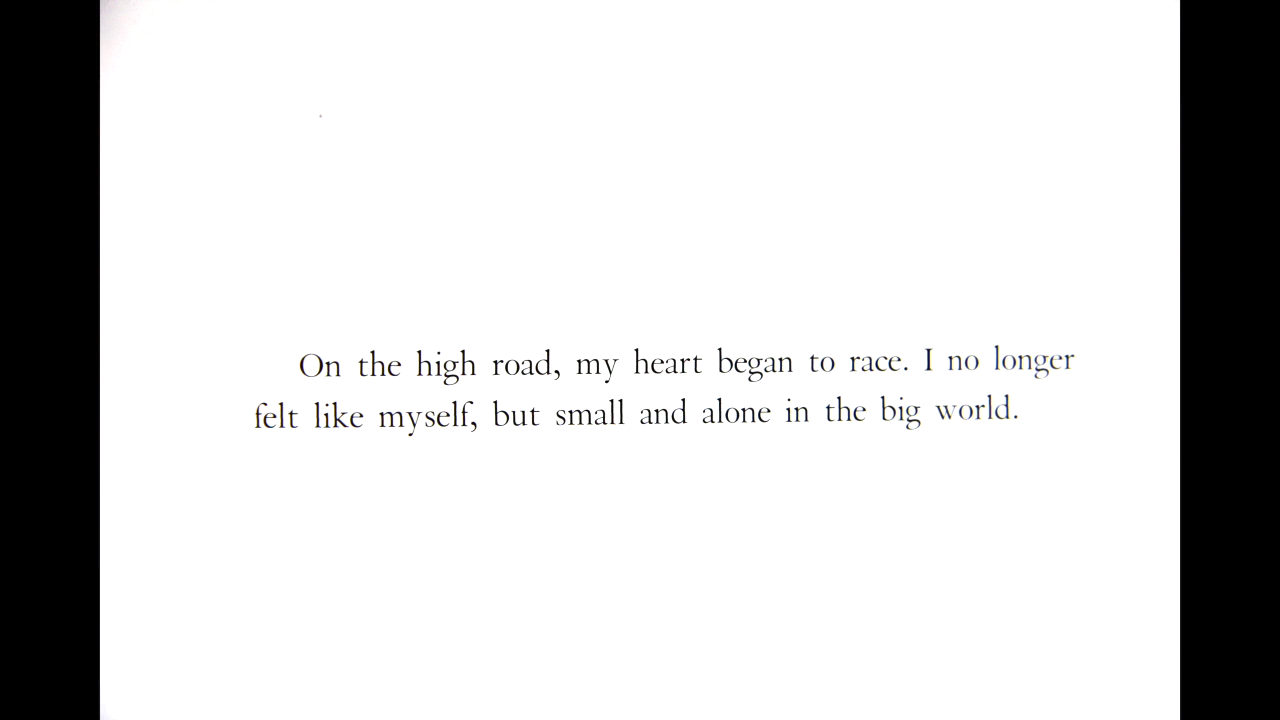 On the high road, my heart began to race. I no longer
felt like myself, but small and alone in the big world.